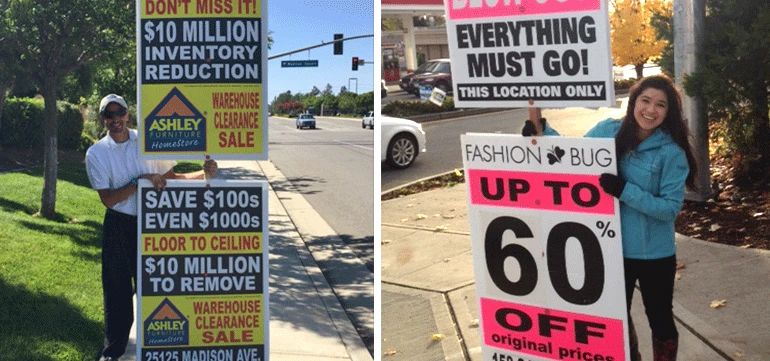 DON'T MISS IT!
$10 MILLION
INVENTORY
REDUCTION
ASHLEY
FURNITURE
HOMESTORE
WAREHOUSE
CLEARANCE
SALE
SAVE $100s
EVEN $1000s
FLOOR TO CEILING
$10 MILLION
TO REMOVE
ASHLEY
FURNITURE
HOMESTORE
WAREHOUSE
CLEARANCE
SALE
25125 MADISON AVE.
EVERYTHING
MUST GO!
THIS LOCATION ONLY
FASHION BUG
UP TO
60%
OFF
original prices